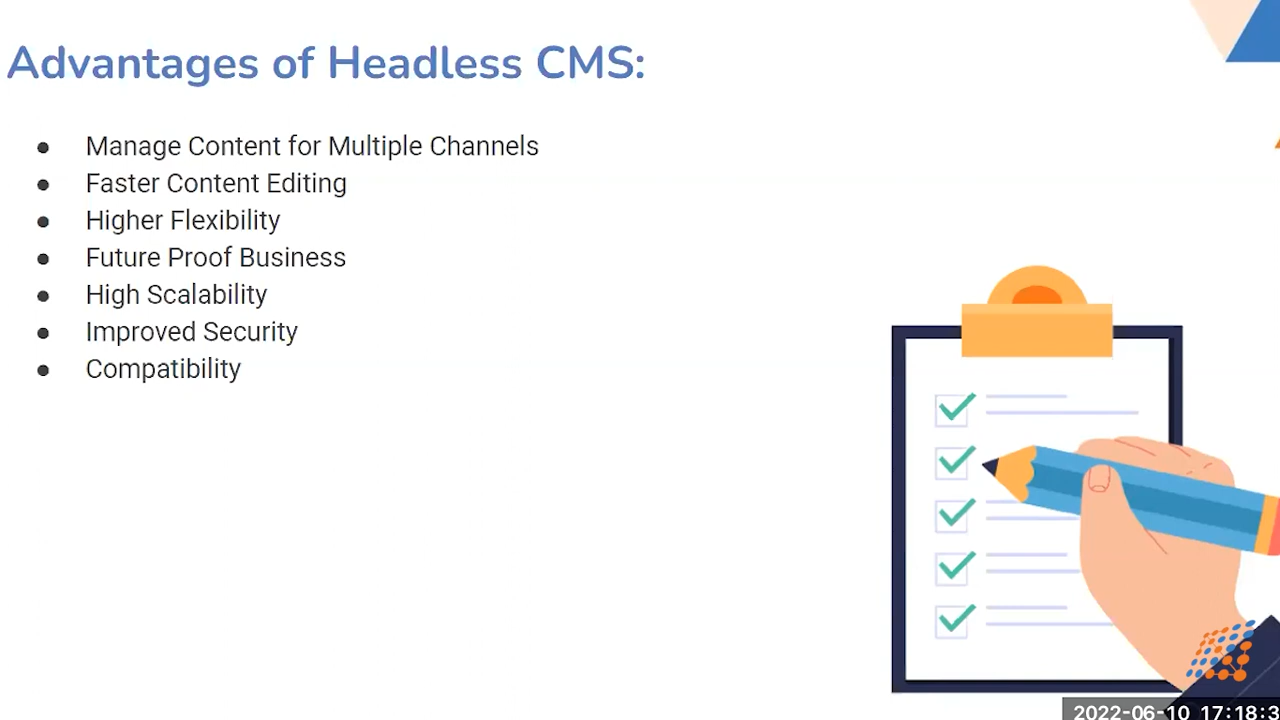 Advantages of Headless CMS:
● Manage Content for Multiple Channels
● Faster Content Editing
● Higher Flexibility
● Future Proof Business
● High Scalability
● Improved Security
● Compatibility
2022-06-10 17:18:3